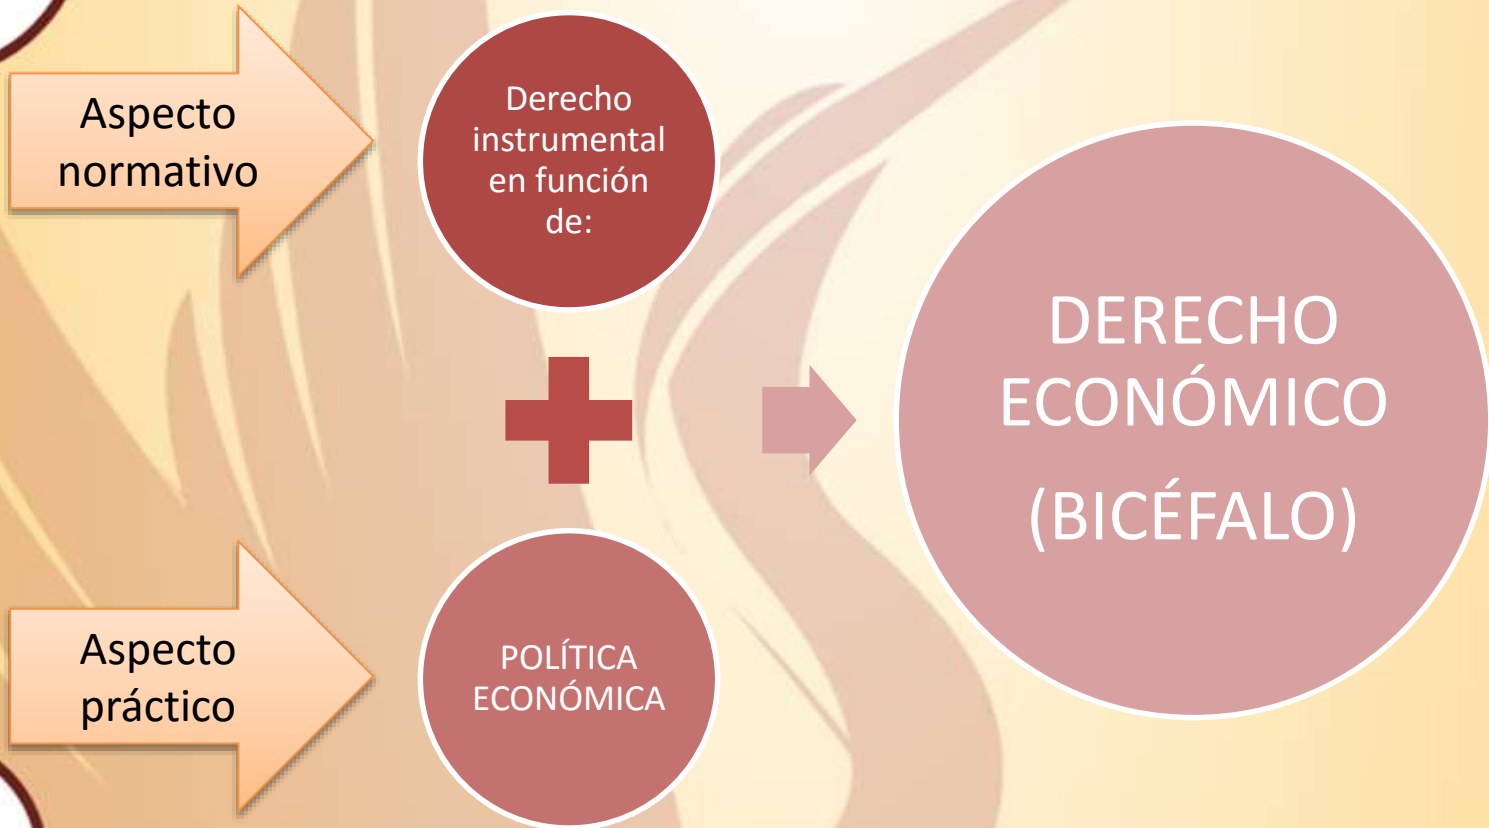 Aspecto
normativo
Derecho
instrumental
en función
de:
Aspecto
práctico
POLÍTICA
ECONÓMICA
DERECHO
ECONÓMICO
(BICÉFALO)